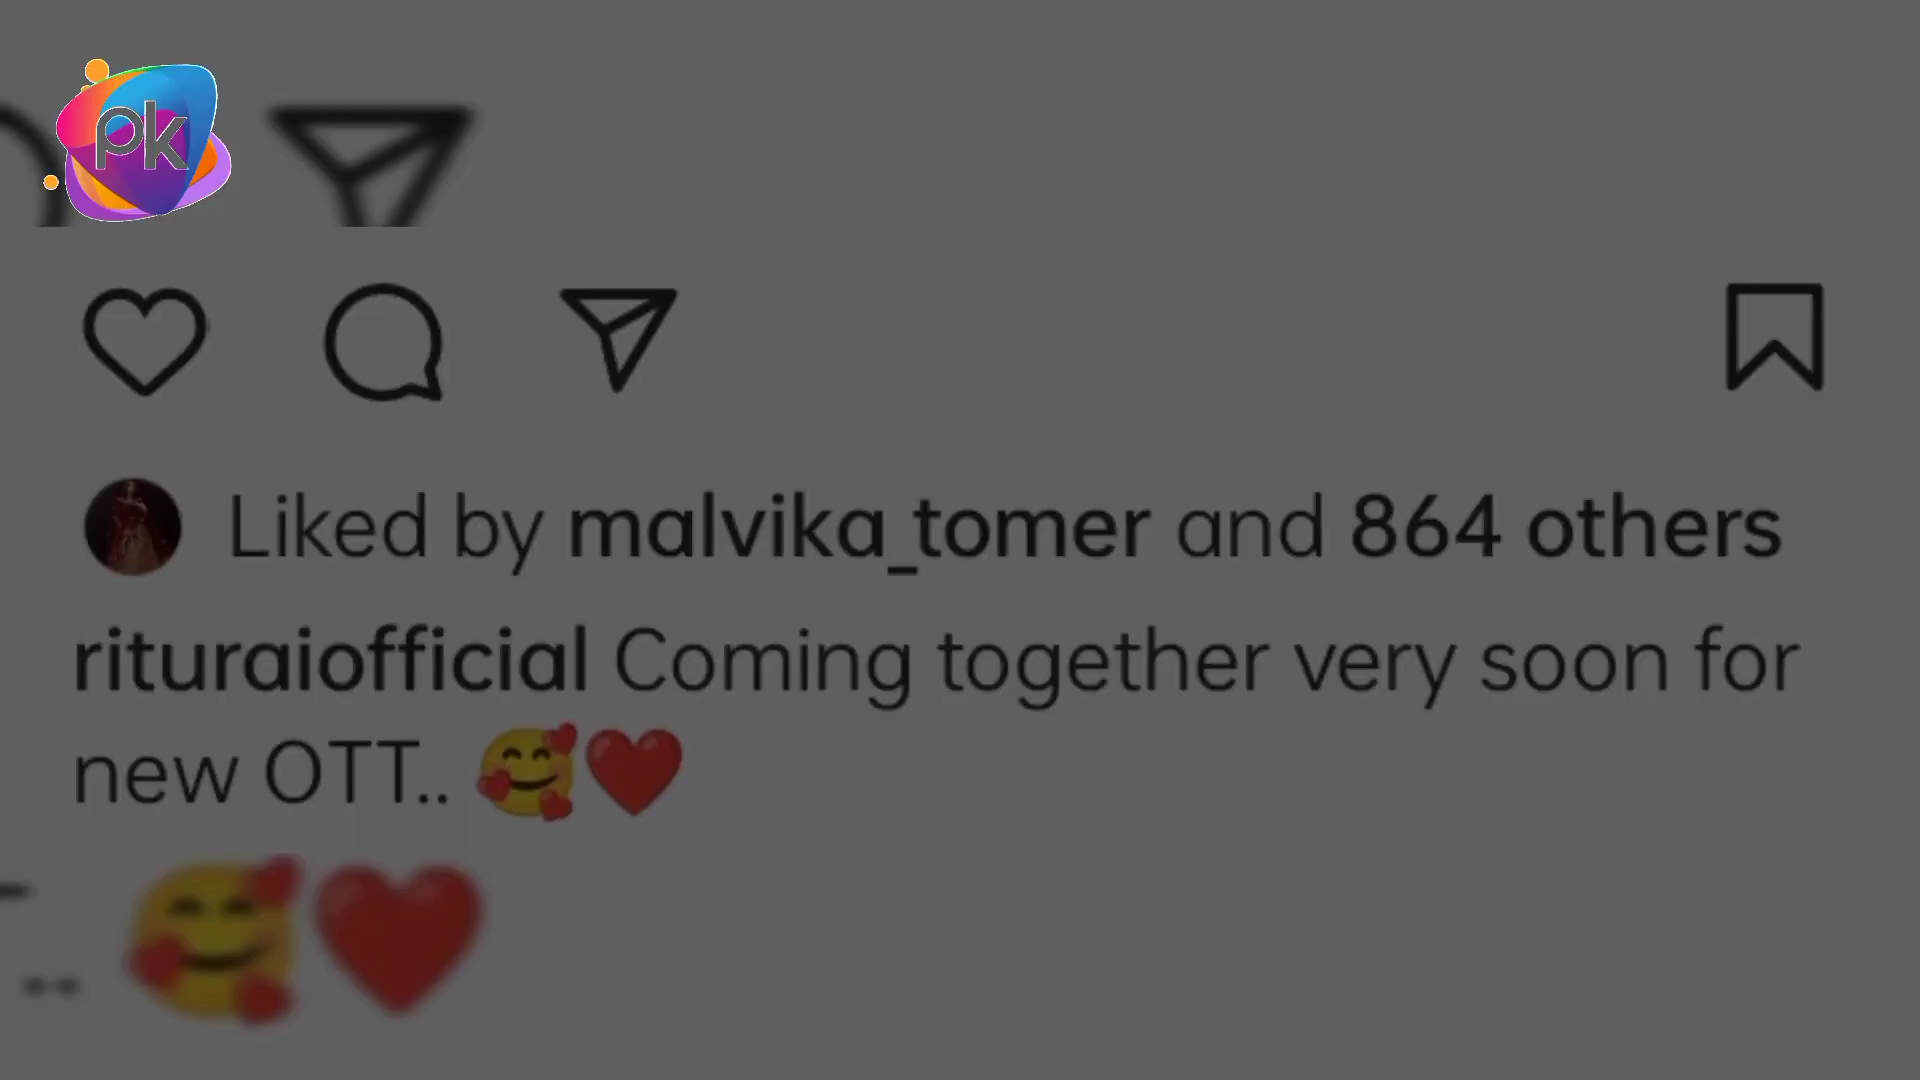 pk
Liked by malvika_tomer and 864 others
rituraiofficial Coming together very soon for
new OTT.. 🥰❤️